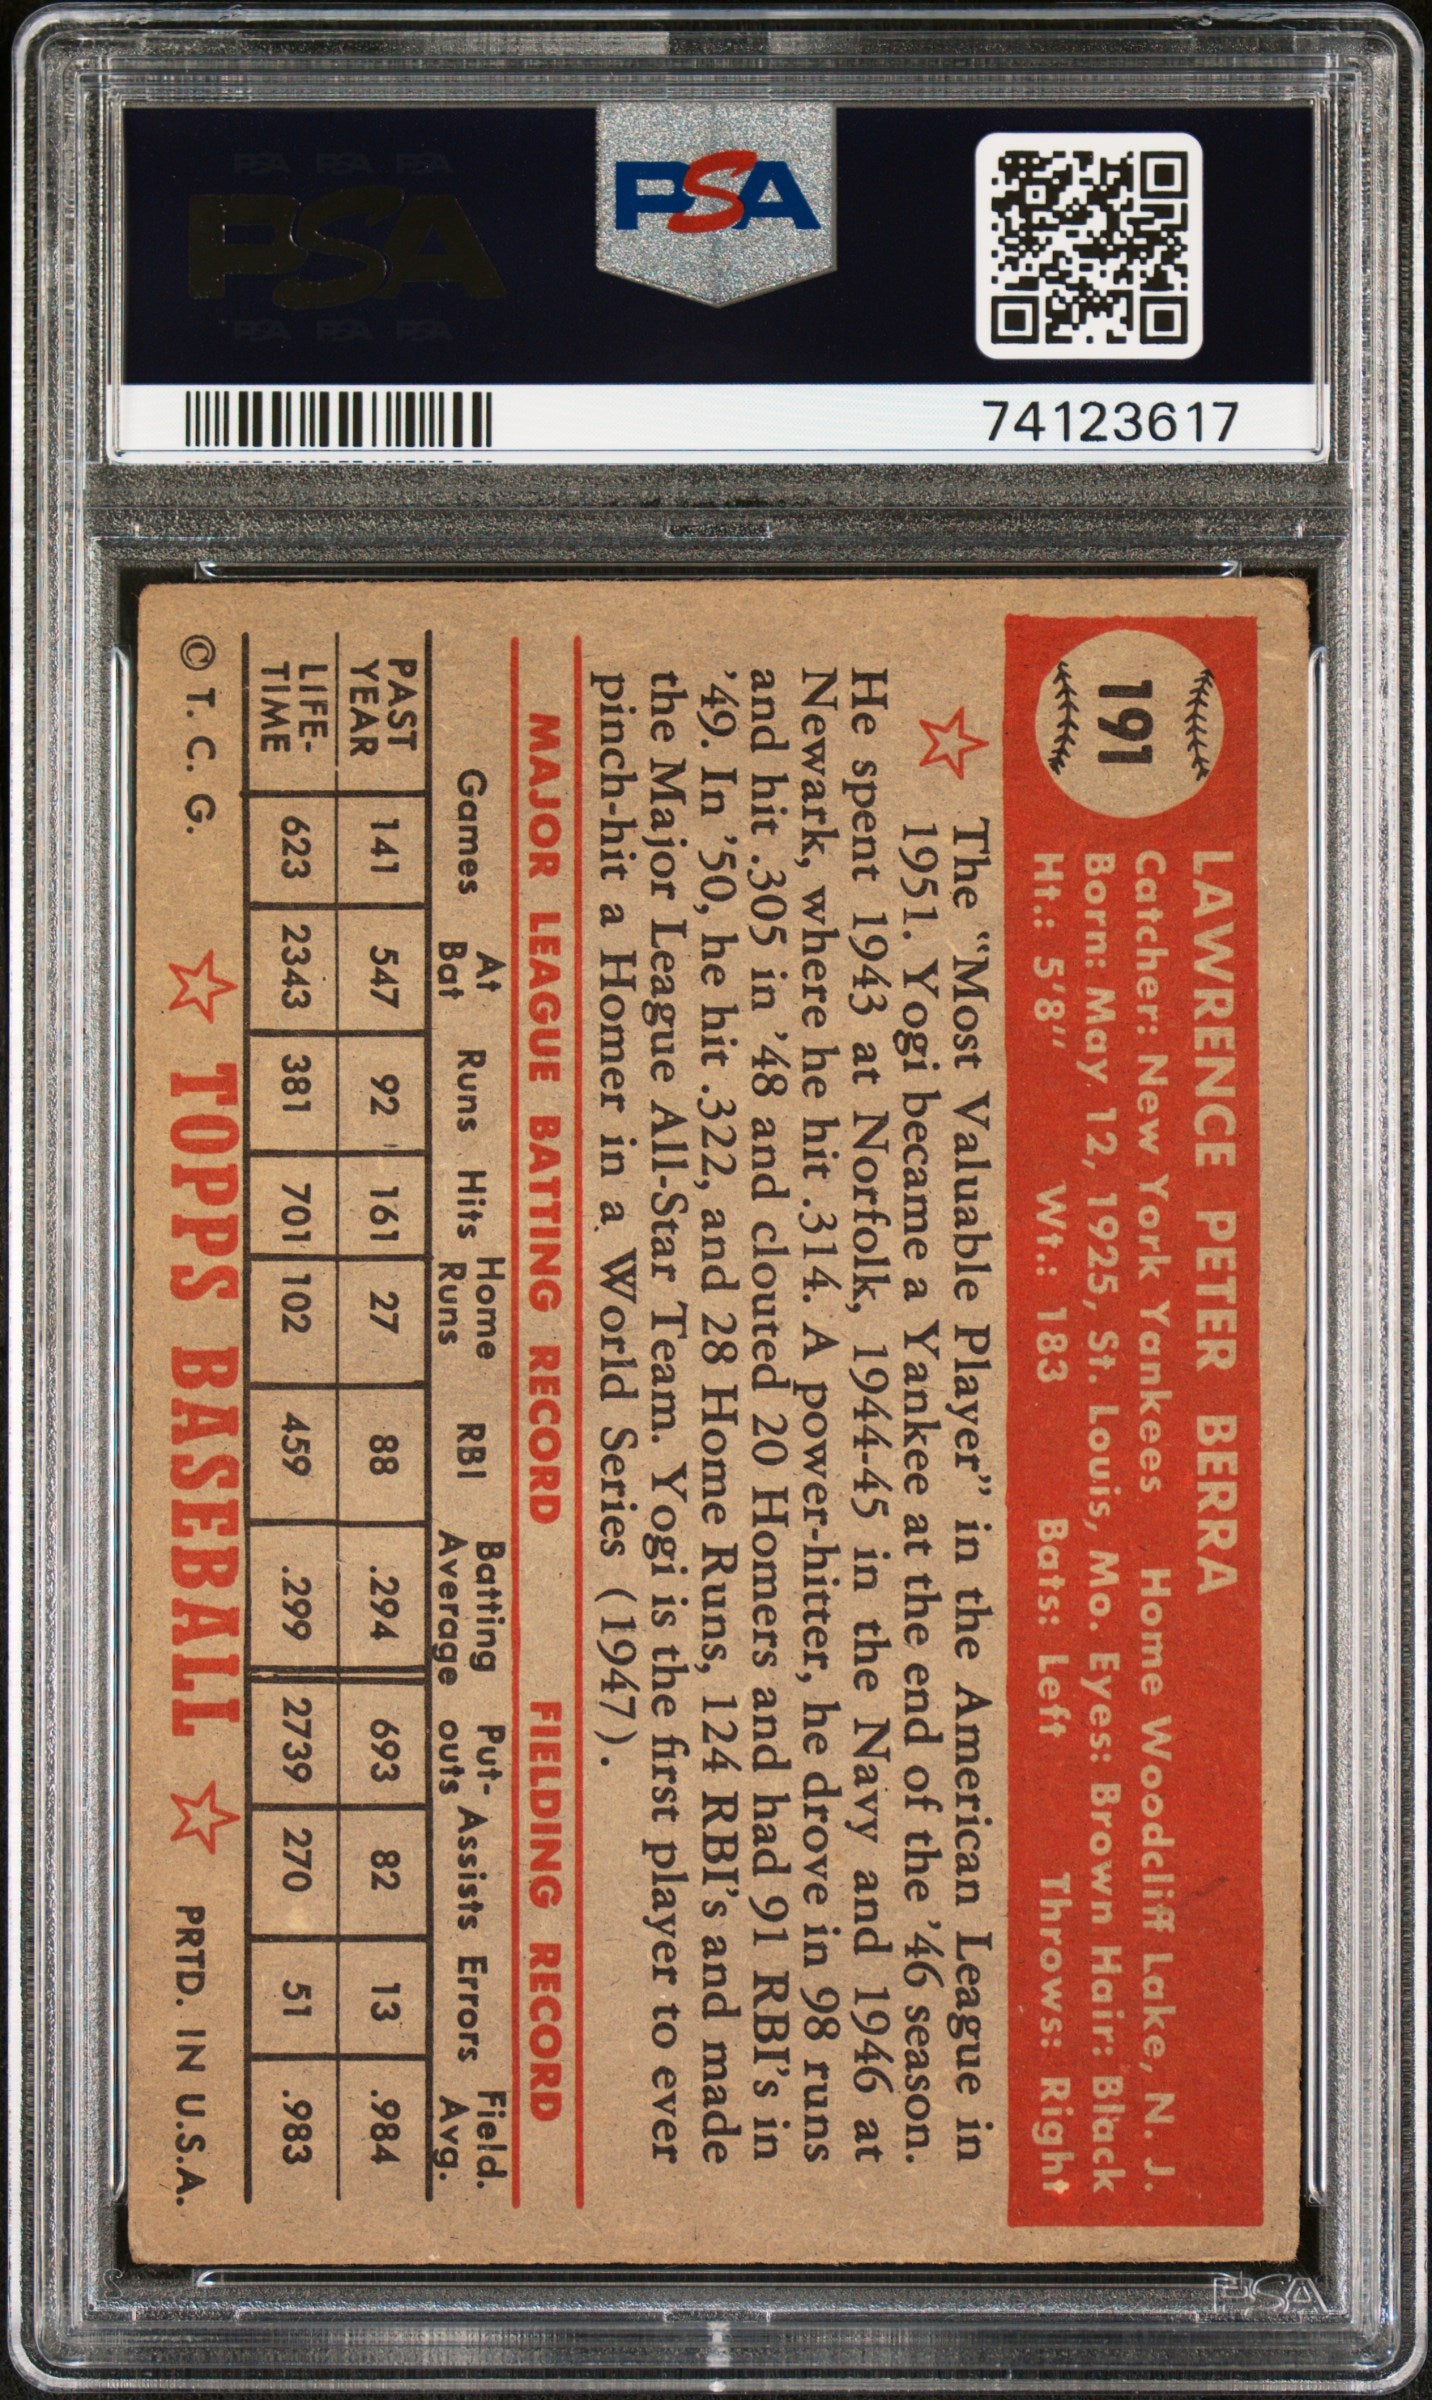 PSA PSA PSA
PSA
PSA PSA PSA
PSA
74123617
191
LAWRENCE PETER BERRA
Catcher: New York Yankees Home Woodcliff Lake, N. J.
Born: May 12, 1925, St. Louis, Mo. Eyes: Brown Hair: Black
Ht.: 5'8" Wt.: 183 Bats: Left Throws: Right
The “Most Valuable Player” in the American League in
1951. Yogi became a Yankee at the end of the ’46 season.
He spent 1943 at Norfolk, 1944-45 in the Navy and 1946 at
Newark, where he hit .314. A power-hitter, he drove in 98 runs
and hit .305 in ’48 and clouted 20 Homers and had 91 RBI’s in
’49. In ’50, he hit .322, and 28 Home Runs, 124 RBI’s and made
the Major League All-Star Team. Yogi is the first player to ever
pinch-hit a Homer in a World Series (1947).
MAJOR LEAGUE BATTING RECORD FIELDING RECORD
Games At Bat Runs Hits Home Runs RBI Batting Average Put-outs Assists Errors Field. Avg.
PAST YEAR 141 547 92 161 27 88 .294 693 82 13 .984
LIFE-TIME 623 2343 381 701 102 459 .299 2739 270 51 .983
© T. C. G. TOPPS BASEBALL PRTD. IN U.S.A.
PSA